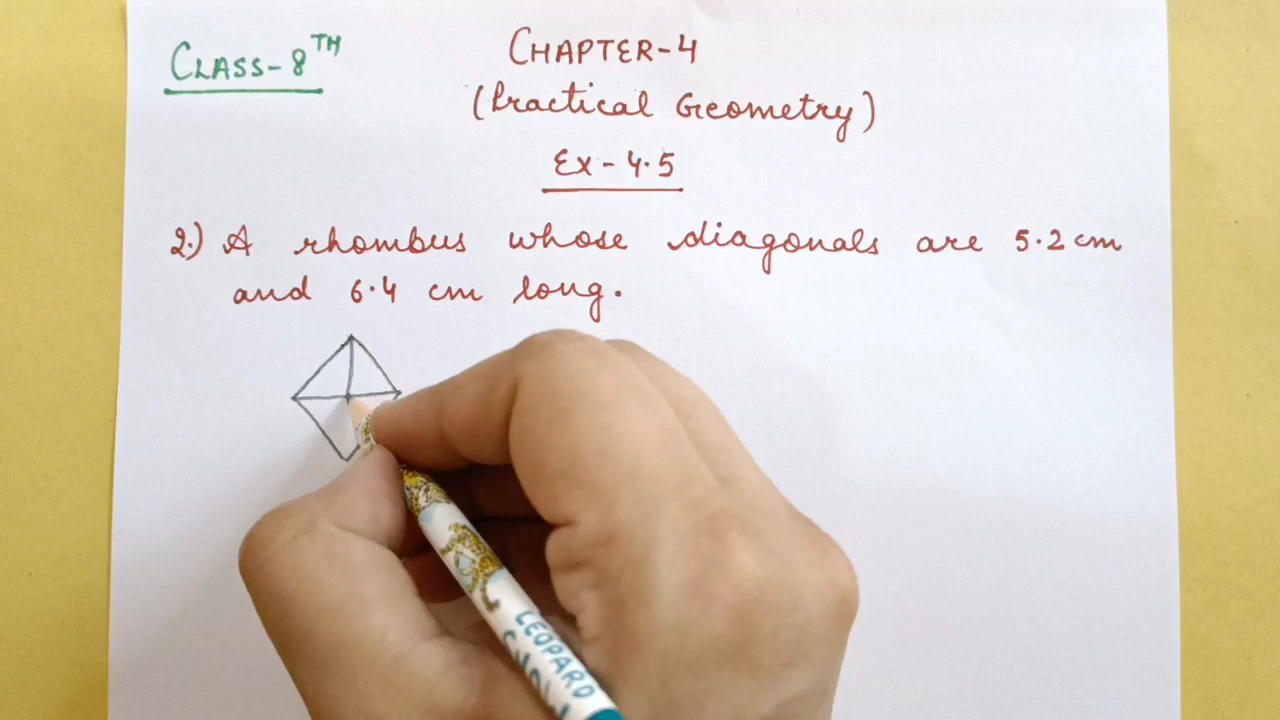 CLASS-8TH
CHAPTER-4
(Practical Geometry)
Ex-4.5
2.) A rhombus whose diagonals are 5.2 cm
and 6.4 cm long.
LEOPARD